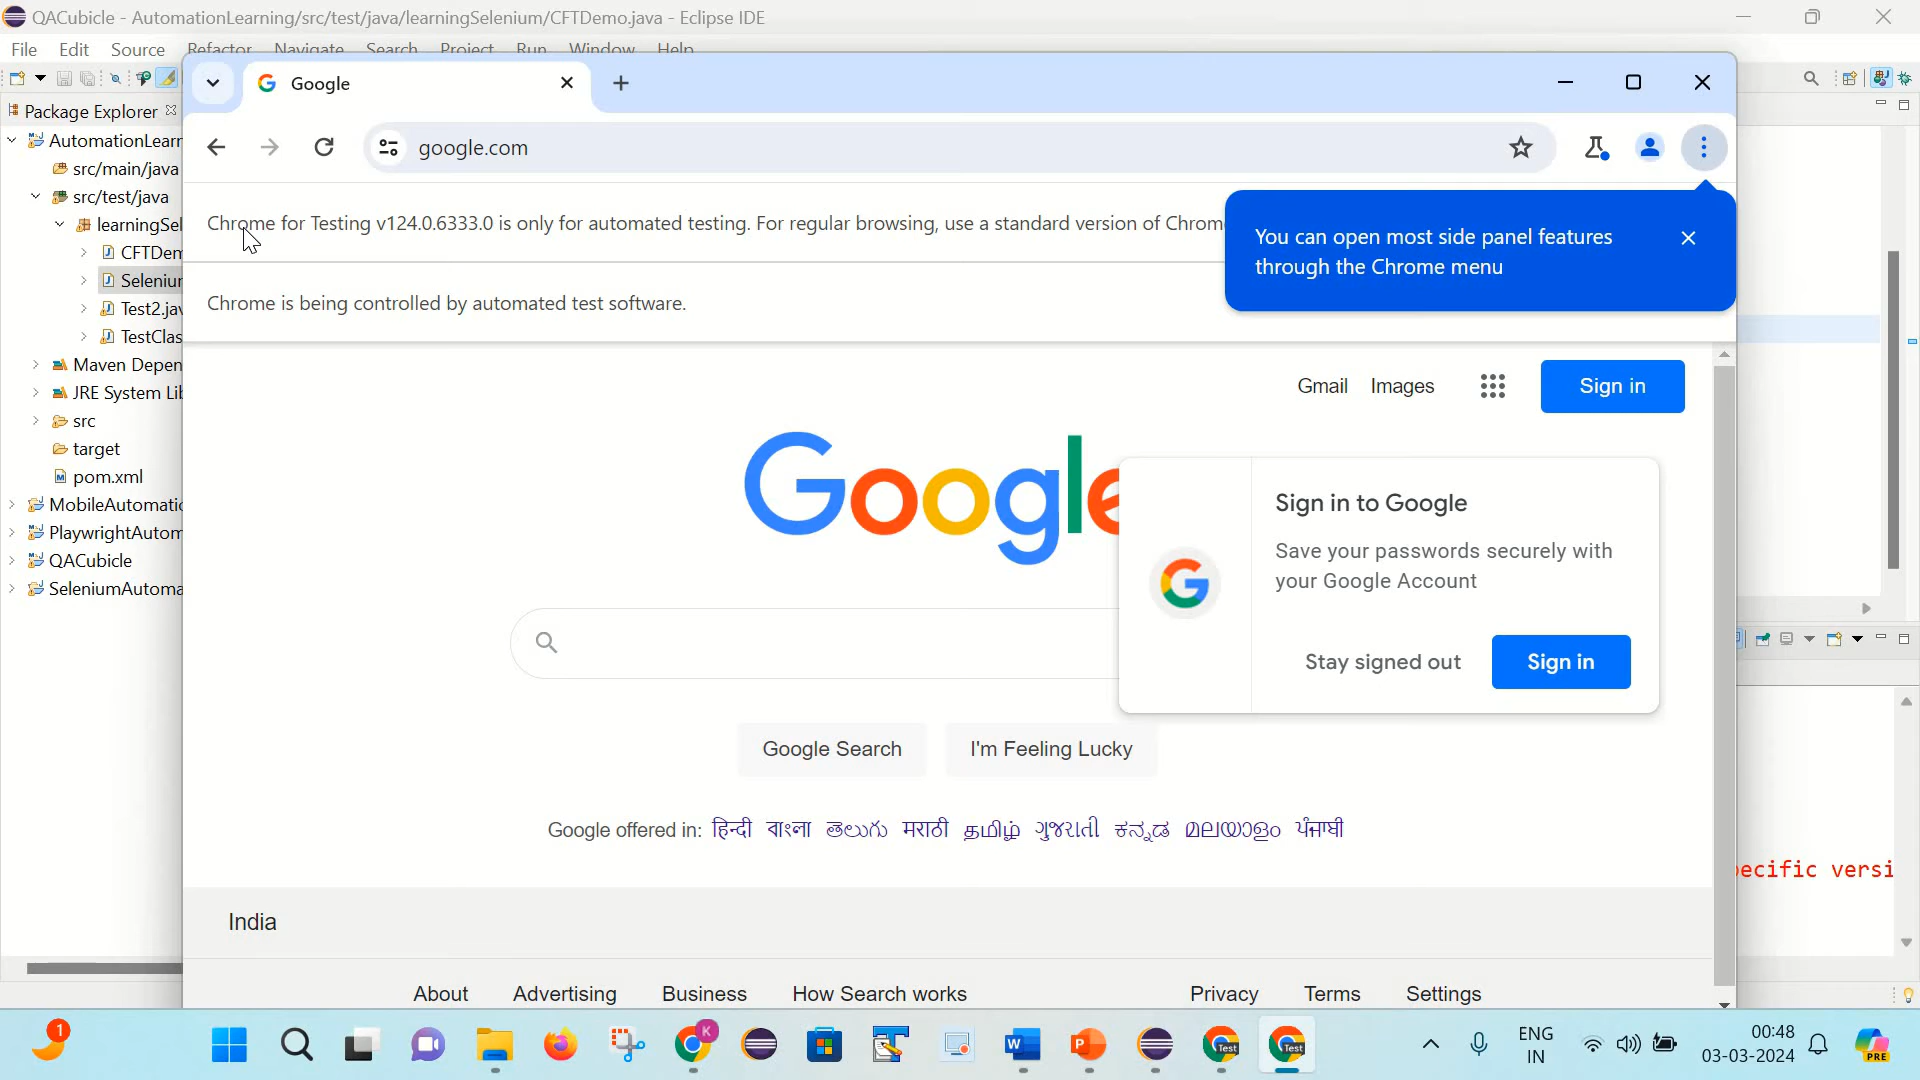 QACubicle - AutomationLearning/src/test/java/learningSelenium/CFTDemo.java - Eclipse IDE
File Edit Source Refactor Navigate Search Project Run Window Help
Google
Package Explorer
google.com
AutomationLearn
src/main/java
src/test/java
learningSel
CFTDem
Seleniur
Test2.jav
TestClas
Maven Depen
JRE System Lib
src
target
pom.xml
MobileAutomatio
PlaywrightAutom
QACubicle
SeleniumAutoma
Chrome for Testing v124.0.6333.0 is only for automated testing. For regular browsing, use a standard version of Chrom
You can open most side panel features
through the Chrome menu
Chrome is being controlled by automated test software.
Gmail Images Sign in
Google
Sign in to Google
Save your passwords securely with
your Google Account
Stay signed out Sign in
Google Search I'm Feeling Lucky
Google offered in: हिन्दी বাংলা తెలుగు मराठी தமிழ் ગુજરાતી ಕನ್ನಡ മലയാളം ਪੰਜਾਬੀ
ecific versi
India
About Advertising Business How Search works Privacy Terms Settings
1
K
W
P
Test
Test
ENG
IN
00:48
03-03-2024
PRE